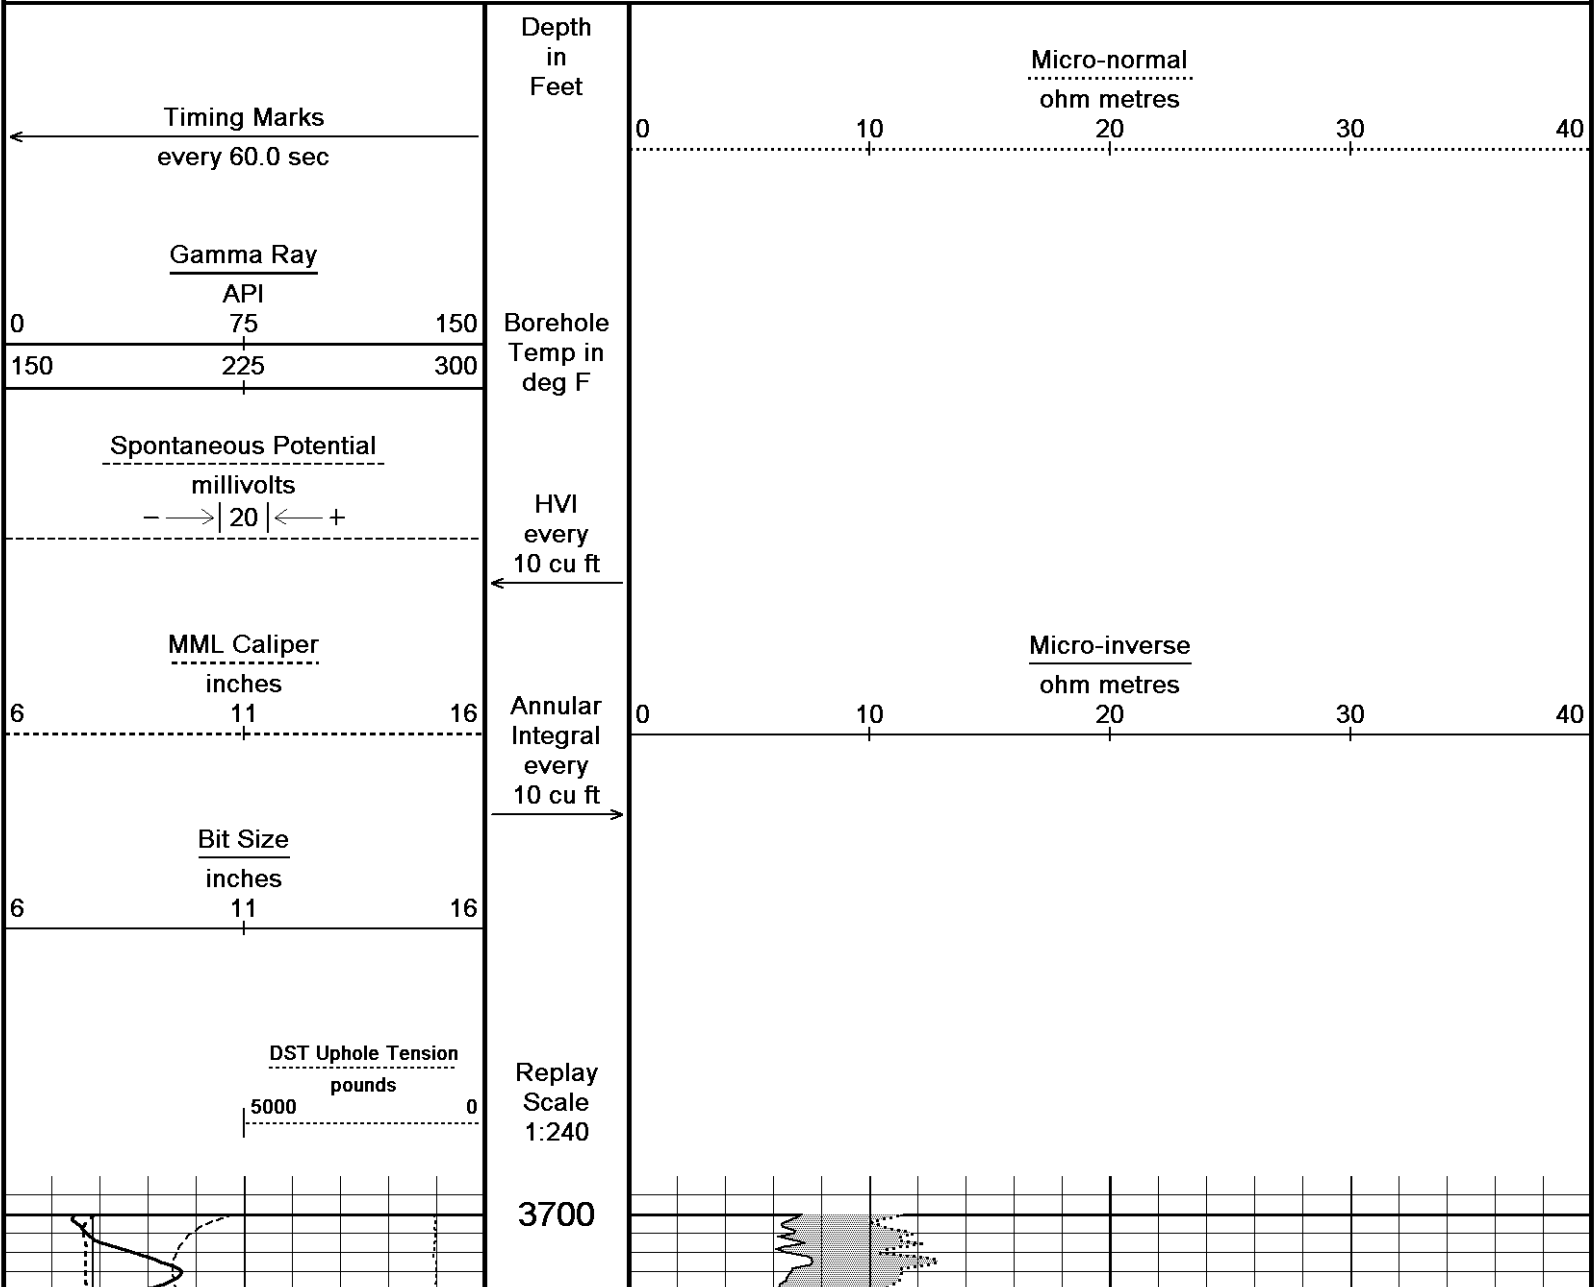 Timing Marks
every 60.0 sec
Gamma Ray
API
0 75 150
150 225 300
Spontaneous Potential
millivolts
− 20 +
MML Caliper
inches
6 11 16
Bit Size
inches
6 11 16
DST Uphole Tension
pounds
5000 0
Depth
in
Feet
Borehole
Temp in
deg F
HVI
every
10 cu ft
Annular
Integral
every
10 cu ft
Replay
Scale
1:240
3700
Micro-normal
ohm metres
0 10 20 30 40
Micro-inverse
ohm metres
0 10 20 30 40